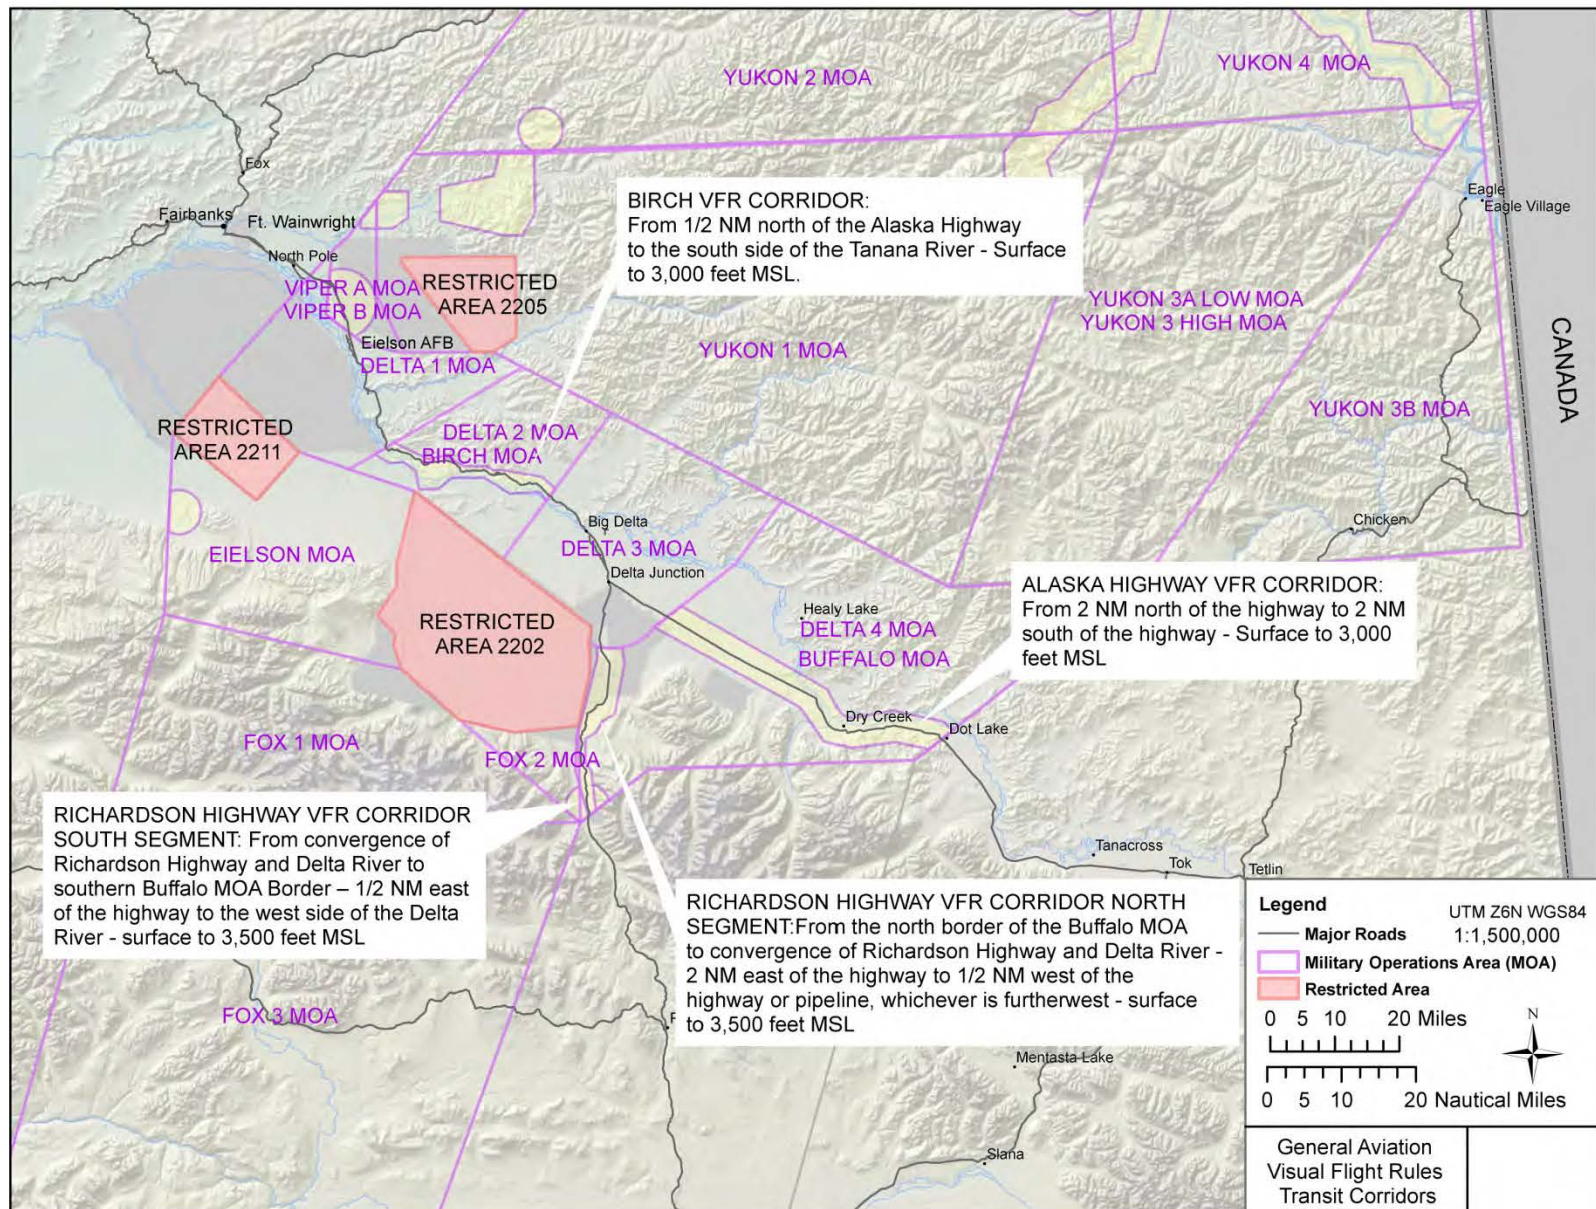 YUKON 2 MOA
YUKON 4 MOA
Fox
Fairbanks
Ft. Wainwright
North Pole
BIRCH VFR CORRIDOR:
From 1/2 NM north of the Alaska Highway
to the south side of the Tanana River - Surface
to 3,000 feet MSL.
Eagle
Eagle Village
VIPER A MOA
VIPER B MOA
RESTRICTED
AREA 2205
Eielson AFB
DELTA 1 MOA
YUKON 1 MOA
YUKON 3A LOW MOA
YUKON 3 HIGH MOA
CANADA
YUKON 3B MOA
RESTRICTED
AREA 2211
DELTA 2 MOA
BIRCH MOA
Big Delta
Chicken
EIELSON MOA
DELTA 3 MOA
Delta Junction
ALASKA HIGHWAY VFR CORRIDOR:
From 2 NM north of the highway to 2 NM
south of the highway - Surface to 3,000
feet MSL
RESTRICTED
AREA 2202
Healy Lake
DELTA 4 MOA
BUFFALO MOA
Dry Creek
Dot Lake
FOX 1 MOA
FOX 2 MOA
RICHARDSON HIGHWAY VFR CORRIDOR
SOUTH SEGMENT: From convergence of
Richardson Highway and Delta River to
southern Buffalo MOA Border – 1/2 NM east
of the highway to the west side of the Delta
River - surface to 3,500 feet MSL
Tanacross
Tok
Tetlin
RICHARDSON HIGHWAY VFR CORRIDOR NORTH
SEGMENT:From the north border of the Buffalo MOA
to convergence of Richardson Highway and Delta River -
2 NM east of the highway to 1/2 NM west of the
highway or pipeline, whichever is furtherwest - surface
to 3,500 feet MSL
FOX 3 MOA
Mentasta Lake
Slana
Legend
UTM Z6N WGS84
1:1,500,000
Major Roads
Military Operations Area (MOA)
Restricted Area
0 5 10 20 Miles
N
0 5 10 20 Nautical Miles
General Aviation
Visual Flight Rules
Transit Corridors